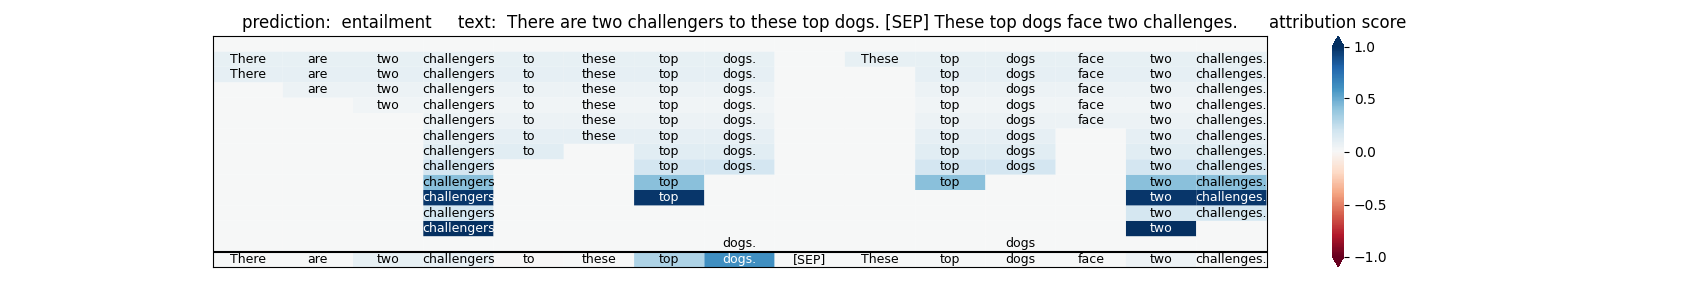 prediction:  entailment     text:  There are two challengers to these top dogs. [SEP] These top dogs face two challenges.      attribution score
There are two challengers to these top dogs. These top dogs face two challenges.
There are two challengers to these top dogs. top dogs face two challenges.
are two challengers to these top dogs. top dogs face two challenges.
two challengers to these top dogs. top dogs face two challenges.
challengers to these top dogs. top dogs face two challenges.
challengers to these top dogs. top dogs two challenges.
challengers to top dogs. top dogs two challenges.
challengers top dogs. top dogs two challenges.
challengers top top two challenges.
challengers top two challenges.
challengers two challenges.
challengers two
dogs. dogs
There are two challengers to these top dogs. [SEP] These top dogs face two challenges.
1.0
0.5
0.0
−0.5
−1.0